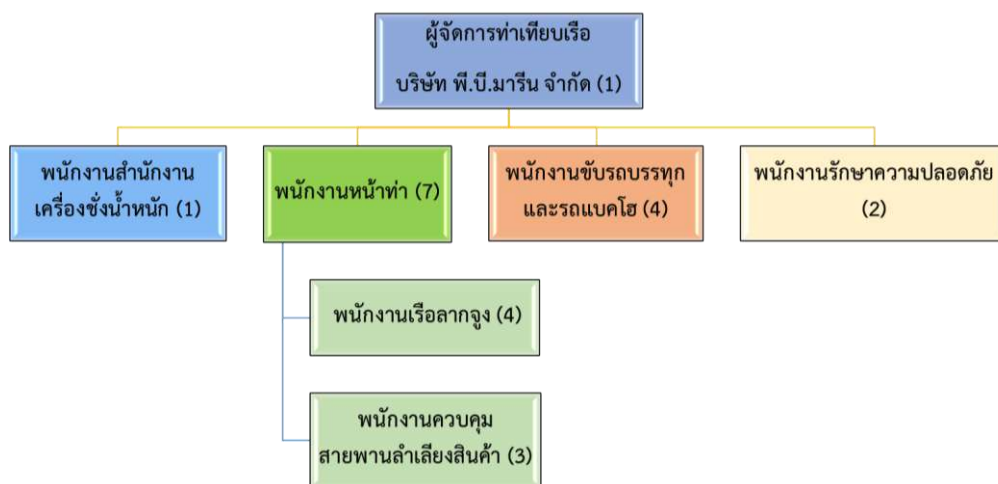 ผู้จัดการท่าเทียบเรือ
บริษัท พี.บี.มารีน จำกัด (1)
พนักงานสำนักงาน
เครื่องชั่งน้ำหนัก (1)
พนักงานหน้าท่า (7)
พนักงานขับรถบรรทุก
และรถแบคโฮ (4)
พนักงานรักษาความปลอดภัย
(2)
พนักงานเรือลากจูง (4)
พนักงานควบคุม
สายพานลำเลียงสินค้า (3)